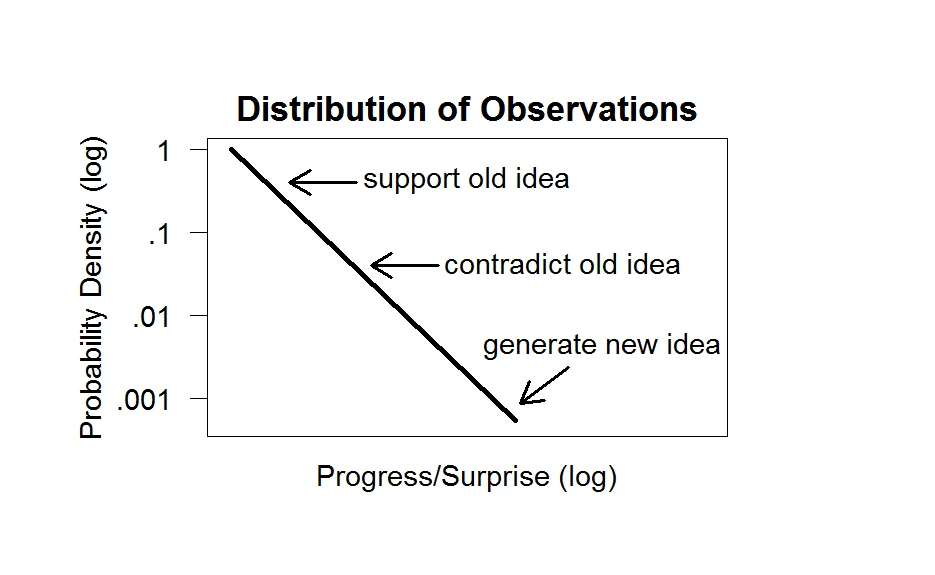 Distribution of Observations
Probability Density (log)
1
.1
.01
.001
support old idea
contradict old idea
generate new idea
Progress/Surprise (log)